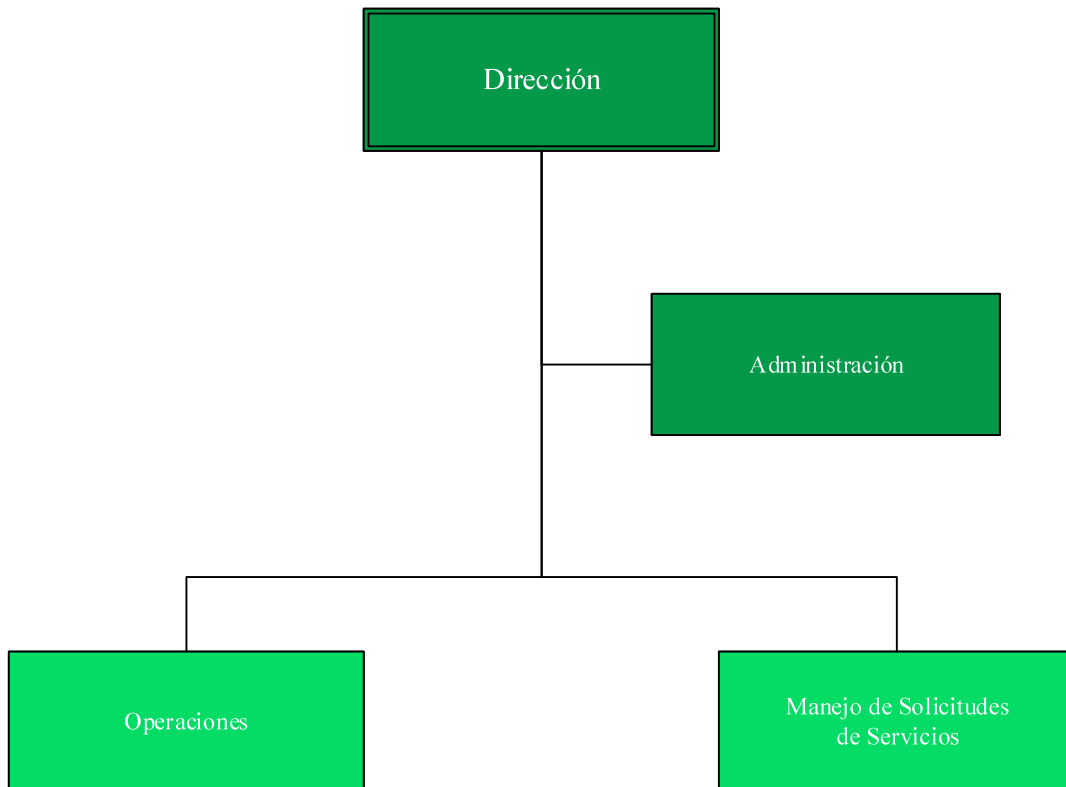 Dirección
Administración
Operaciones
Manejo de Solicitudes
de Servicios